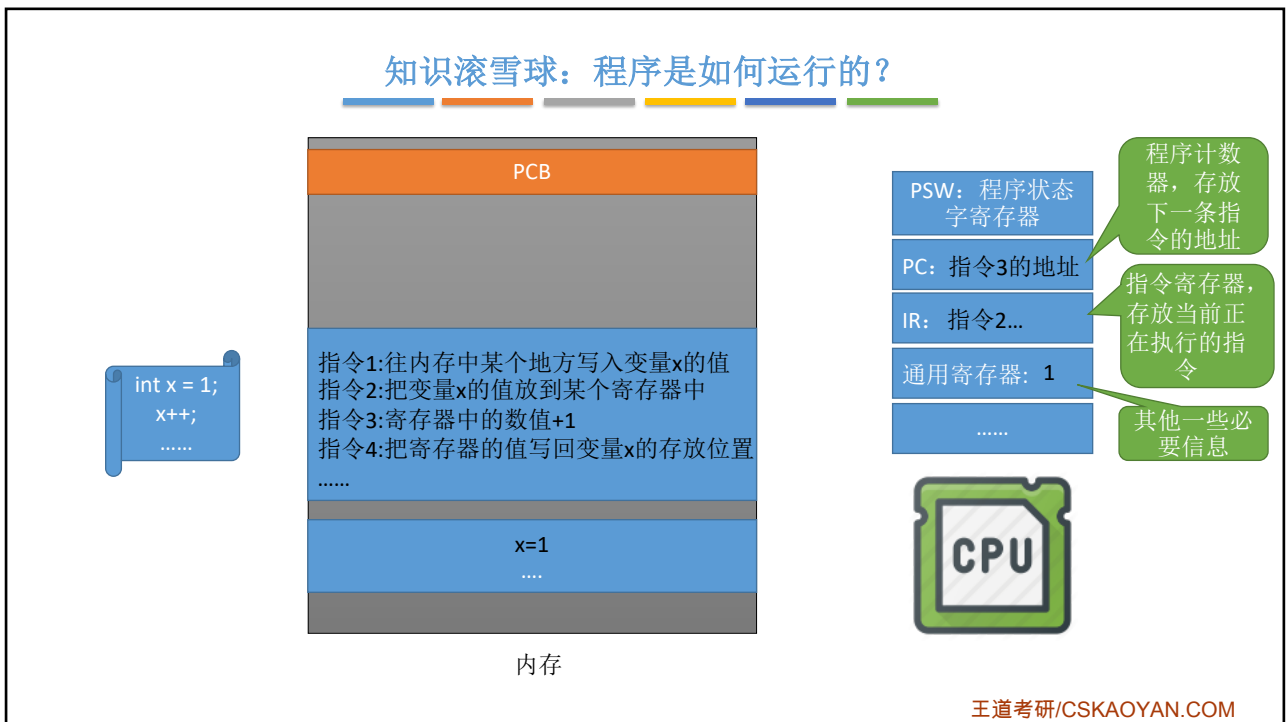 知识滚雪球：程序是如何运行的？
PCB
指令1:往内存中某个地方写入变量x的值
指令2:把变量x的值放到某个寄存器中
指令3:寄存器中的数值+1
指令4:把寄存器的值写回变量x的存放位置
……
x=1
….
内存
int x = 1;
x++;
……
PSW：程序状态
字寄存器
PC：指令3的地址
IR： 指令2…
通用寄存器: 1
……
程序计数
器，存放
下一条指
令的地址
指令寄存器，
存放当前正
在执行的指
令
其他一些必
要信息
CPU
王道考研/CSKAOYAN.COM